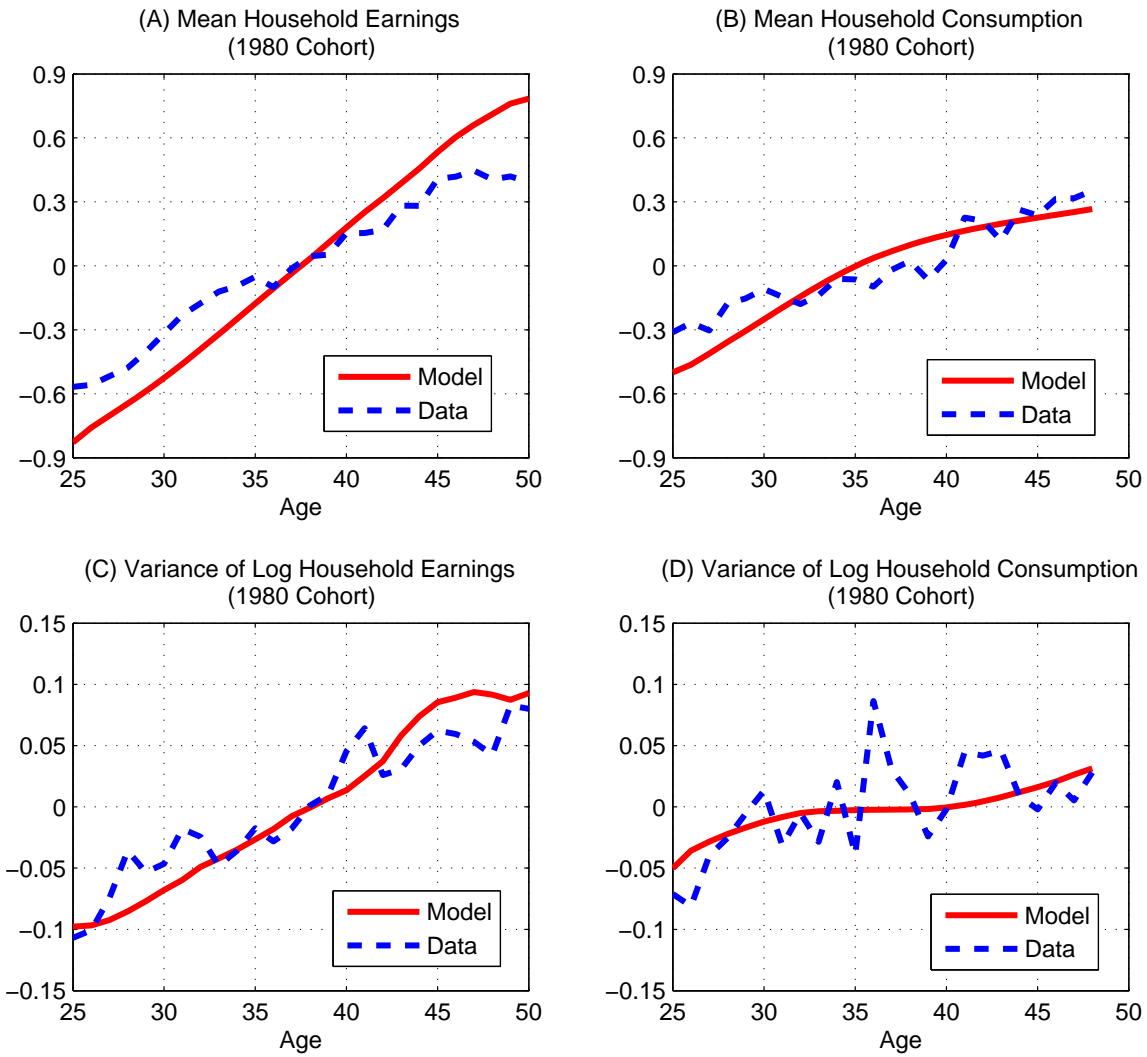 (A) Mean Household Earnings
(1980 Cohort)
0.9
0.6
0.3
0
−0.3
−0.6
−0.9
25 30 35 40 45 50
Age
Model
Data
(B) Mean Household Consumption
(1980 Cohort)
0.9
0.6
0.3
0
−0.3
−0.6
−0.9
25 30 35 40 45 50
Age
Model
Data
(C) Variance of Log Household Earnings
(1980 Cohort)
0.15
0.1
0.05
0
−0.05
−0.1
−0.15
25 30 35 40 45 50
Age
Model
Data
(D) Variance of Log Household Consumption
(1980 Cohort)
0.15
0.1
0.05
0
−0.05
−0.1
−0.15
25 30 35 40 45 50
Age
Model
Data